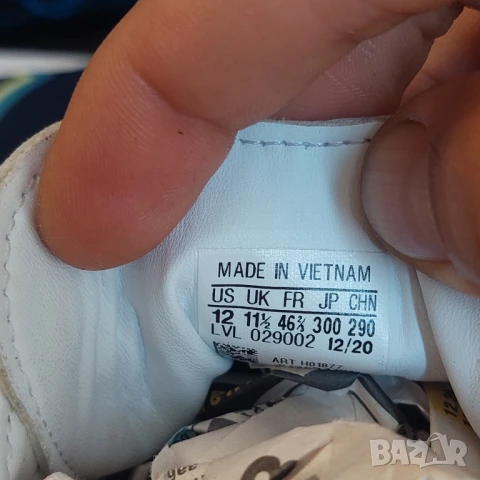 MADE IN VIETNAM
US UK FR JP CHN
12 11½ 46⅔ 300 290
LVL 029002 12/20
ART
BAZAR